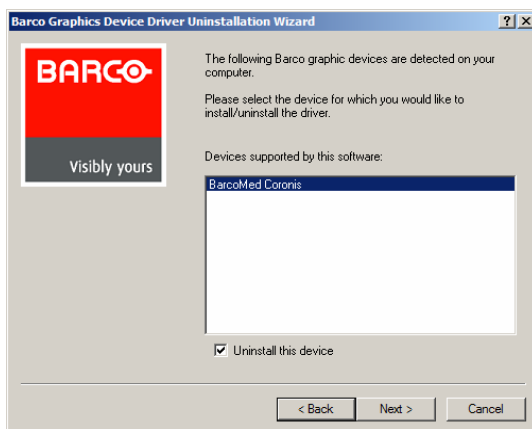 Barco Graphics Device Driver Uninstallation Wizard
BARCO
Visibly yours
The following Barco graphic devices are detected on your
computer.
Please select the device for which you would like to
install/uninstall the driver.
Devices supported by this software:
BarcoMed Coronis
Uninstall this device
< Back
Next >
Cancel